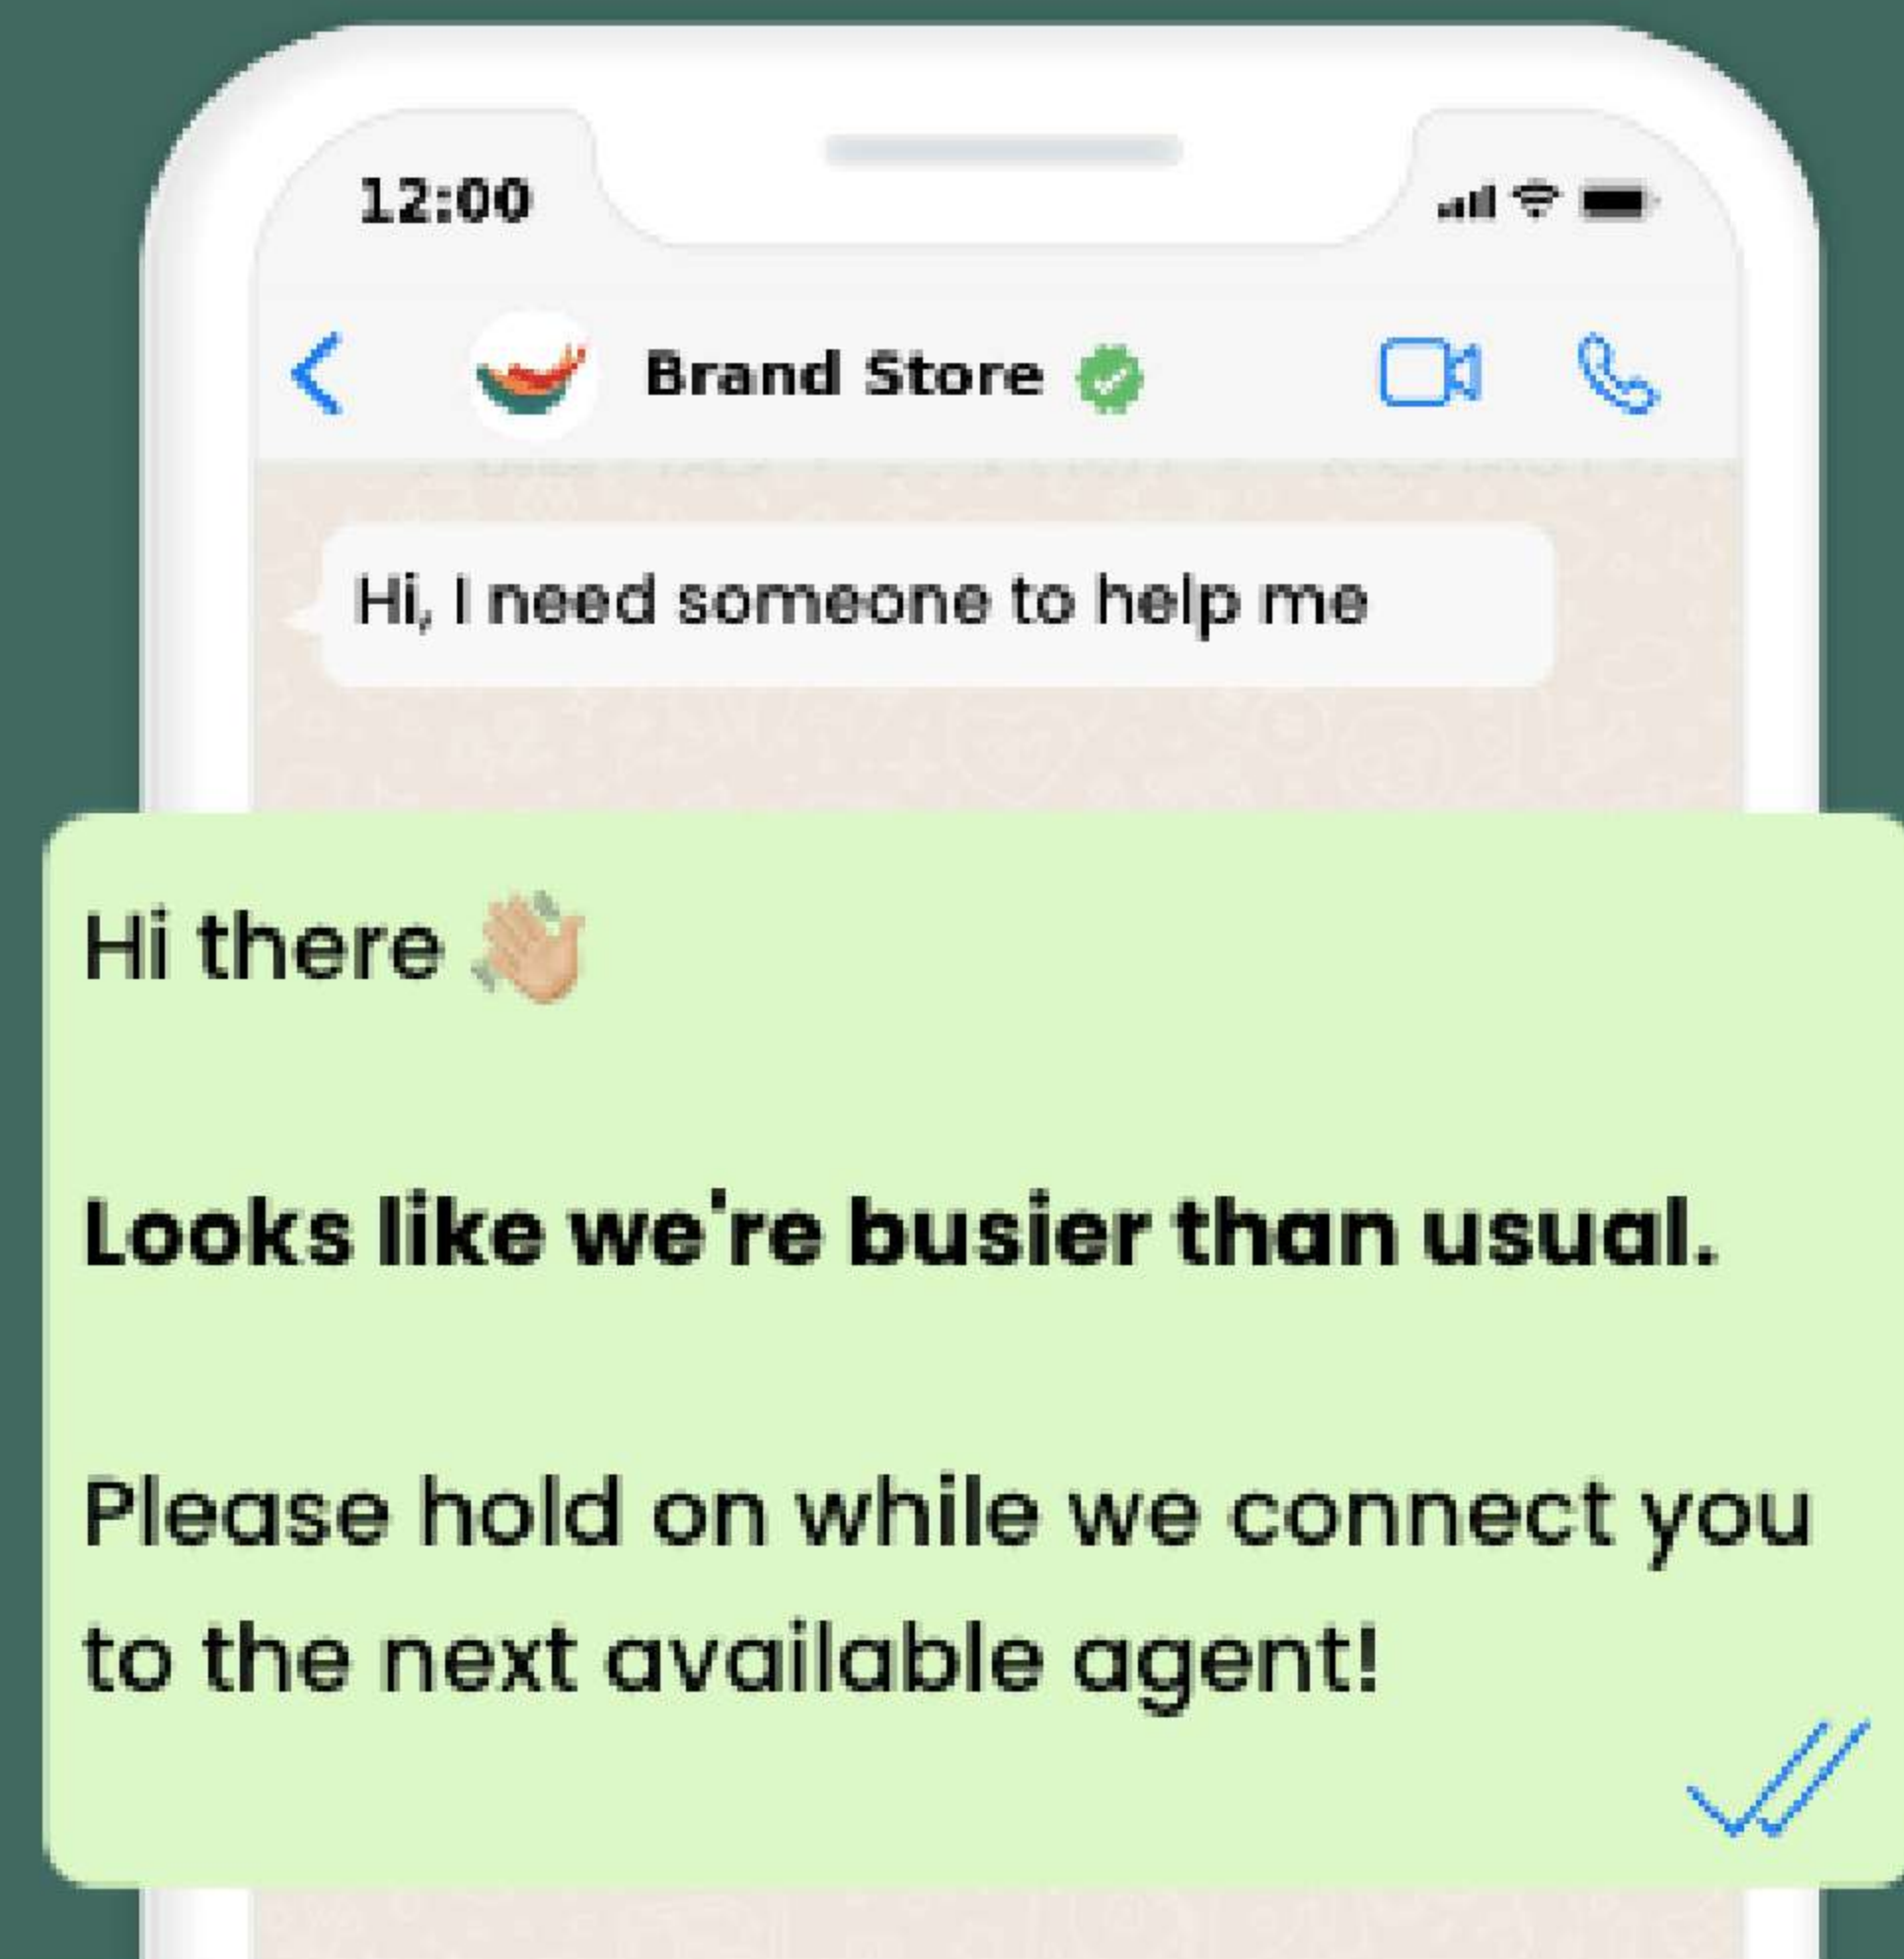 12:00
Brand Store
Hi, I need someone to help me
Hi there 👋🏼
Looks like we're busier than usual.
Please hold on while we connect you
to the next available agent!